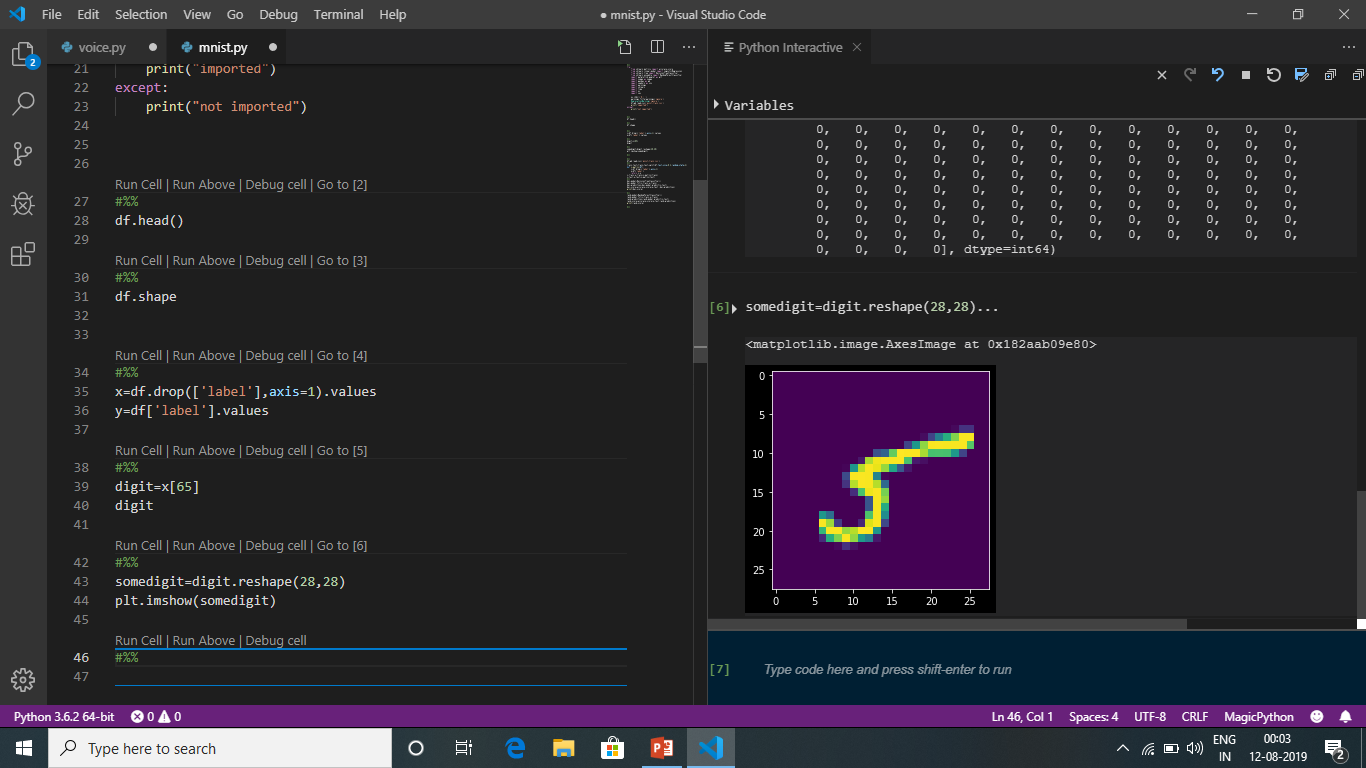 File Edit Selection View Go Debug Terminal Help
● mnist.py - Visual Studio Code
voice.py
mnist.py
21 print("imported")
22 except:
23 print("not imported")
24
25
26
Run Cell | Run Above | Debug cell | Go to [2]
27 #%%
28 df.head()
29
Run Cell | Run Above | Debug cell | Go to [3]
30 #%%
31 df.shape
32
33
Run Cell | Run Above | Debug cell | Go to [4]
34 #%%
35 x=df.drop(['label'],axis=1).values
36 y=df['label'].values
37
Run Cell | Run Above | Debug cell | Go to [5]
38 #%%
39 digit=x[65]
40 digit
41
Run Cell | Run Above | Debug cell | Go to [6]
42 #%%
43 somedigit=digit.reshape(28,28)
44 plt.imshow(somedigit)
45
Run Cell | Run Above | Debug cell
46 #%%
47
Python Interactive
Variables
0, 0, 0, 0, 0, 0, 0, 0, 0, 0, 0, 0, 0,
0, 0, 0, 0, 0, 0, 0, 0, 0, 0, 0, 0, 0,
0, 0, 0, 0, 0, 0, 0, 0, 0, 0, 0, 0, 0,
0, 0, 0, 0, 0, 0, 0, 0, 0, 0, 0, 0, 0,
0, 0, 0, 0, 0, 0, 0, 0, 0, 0, 0, 0, 0,
0, 0, 0, 0, 0, 0, 0, 0, 0, 0, 0, 0, 0,
0, 0, 0, 0, 0, 0, 0, 0, 0, 0, 0, 0, 0,
0, 0, 0, 0, 0, 0, 0, 0, 0, 0, 0, 0, 0,
0, 0, 0, 0], dtype=int64)
[6] somedigit=digit.reshape(28,28)...
<matplotlib.image.AxesImage at 0x182aab09e80>
0
5
10
15
20
25
0 5 10 15 20 25
5
[7] Type code here and press shift-enter to run
2
Python 3.6.2 64-bit 0 0
Ln 46, Col 1 Spaces: 4 UTF-8 CRLF MagicPython
Type here to search
ENG
IN
00:03
12-08-2019
2